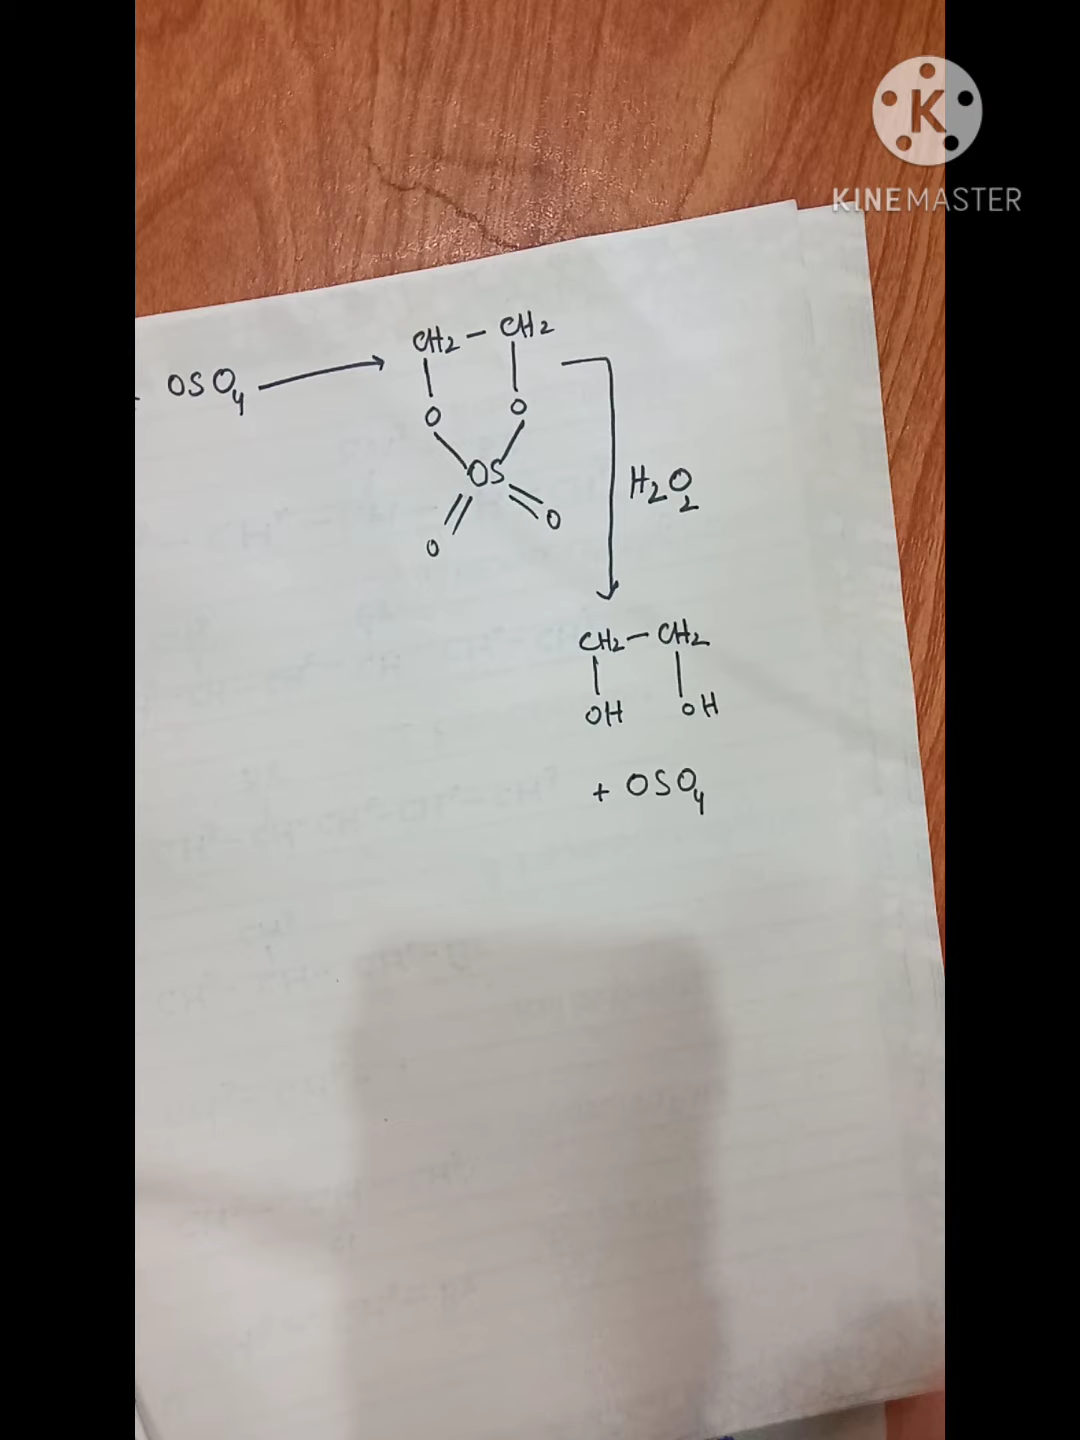 K
KINEMASTER
CH₂ - CH₂
+ OSO₄ ⟶
O O
OS
O O
H₂O₂
CH₂ - CH₂
OH OH
+ OSO₄